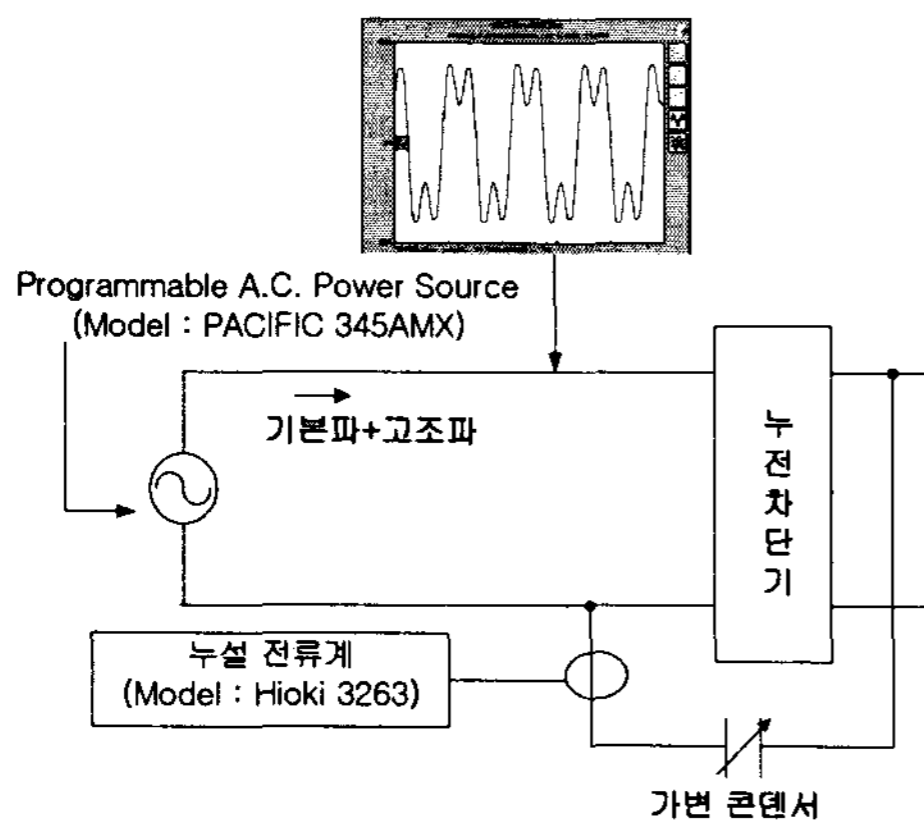 Programmable A.C. Power Source
(Model : PACIFIC 345AMX)
기본파+고조파
누전차단기
누설 전류계
(Model : Hioki 3263)
가변 콘덴서